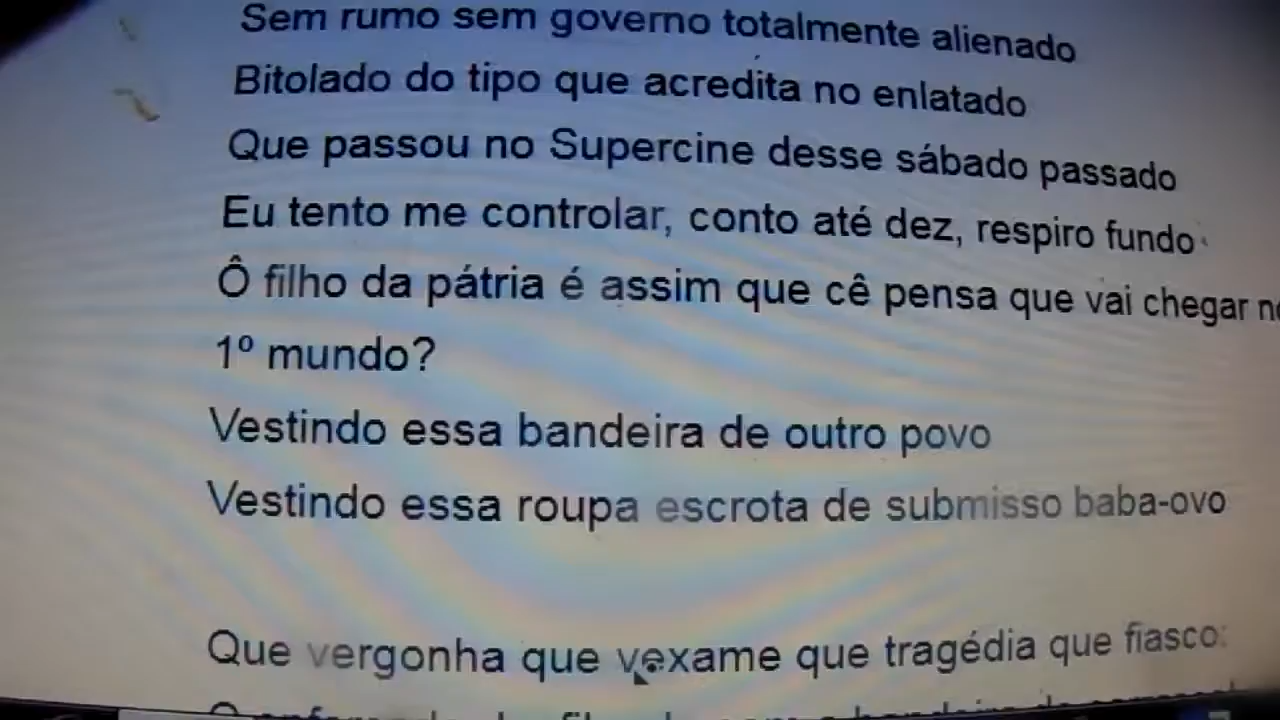 Sem rumo sem governo totalmente alienado
Bitolado do tipo que acredita no enlatado
Que passou no Supercine desse sábado passado
Eu tento me controlar, conto até dez, respiro fundo
Ô filho da pátria é assim que cê pensa que vai chegar
1º mundo?
Vestindo essa bandeira de outro povo
Vestindo essa roupa escrota de submisso baba-ovo
Que vergonha que vexame que tragédia que fiasco